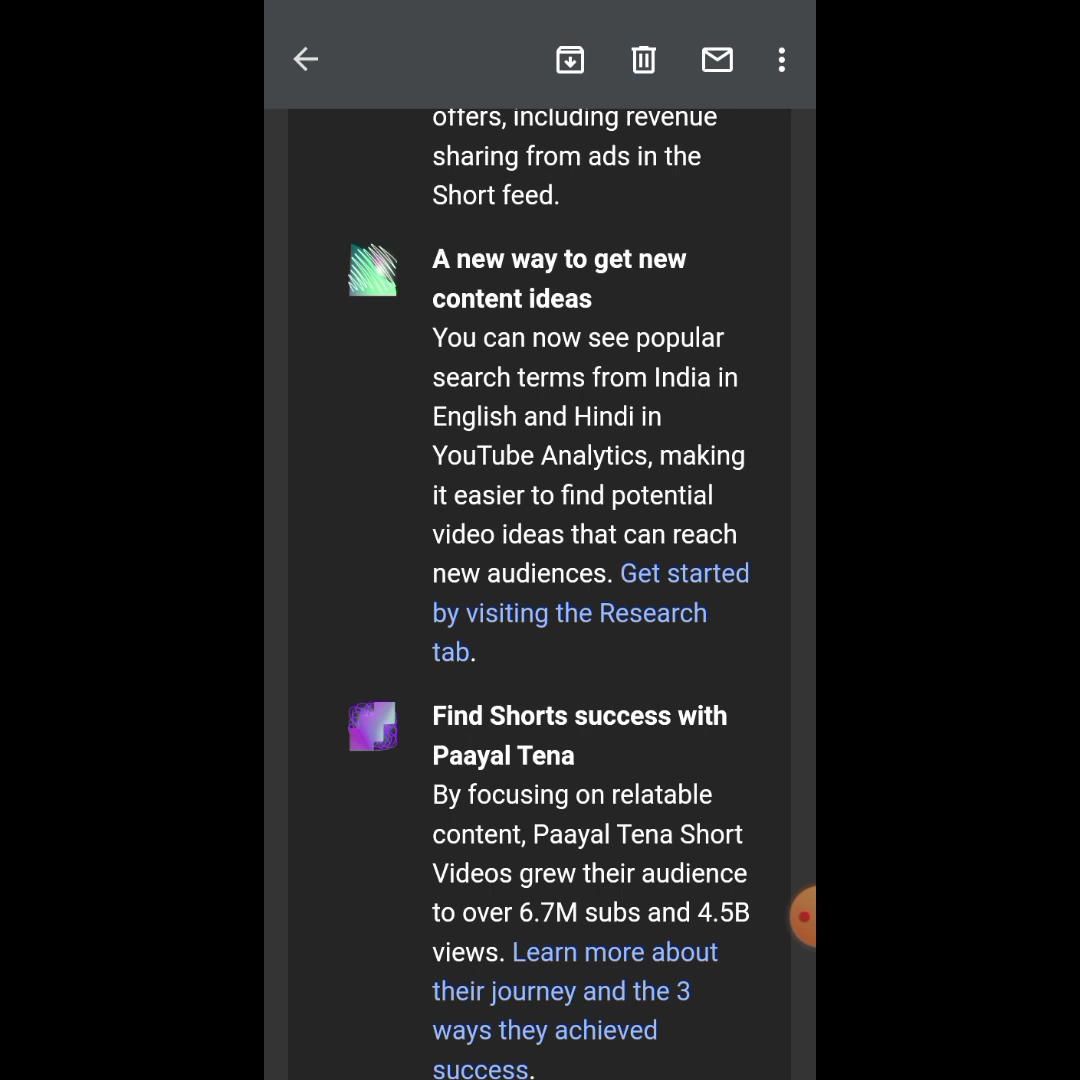 offers, including revenue
sharing from ads in the
Short feed.
A new way to get new
content ideas
You can now see popular
search terms from India in
English and Hindi in
YouTube Analytics, making
it easier to find potential
video ideas that can reach
new audiences. Get started
by visiting the Research
tab.
Find Shorts success with
Paayal Tena
By focusing on relatable
content, Paayal Tena Short
Videos grew their audience
to over 6.7M subs and 4.5B
views. Learn more about
their journey and the 3
ways they achieved
success.